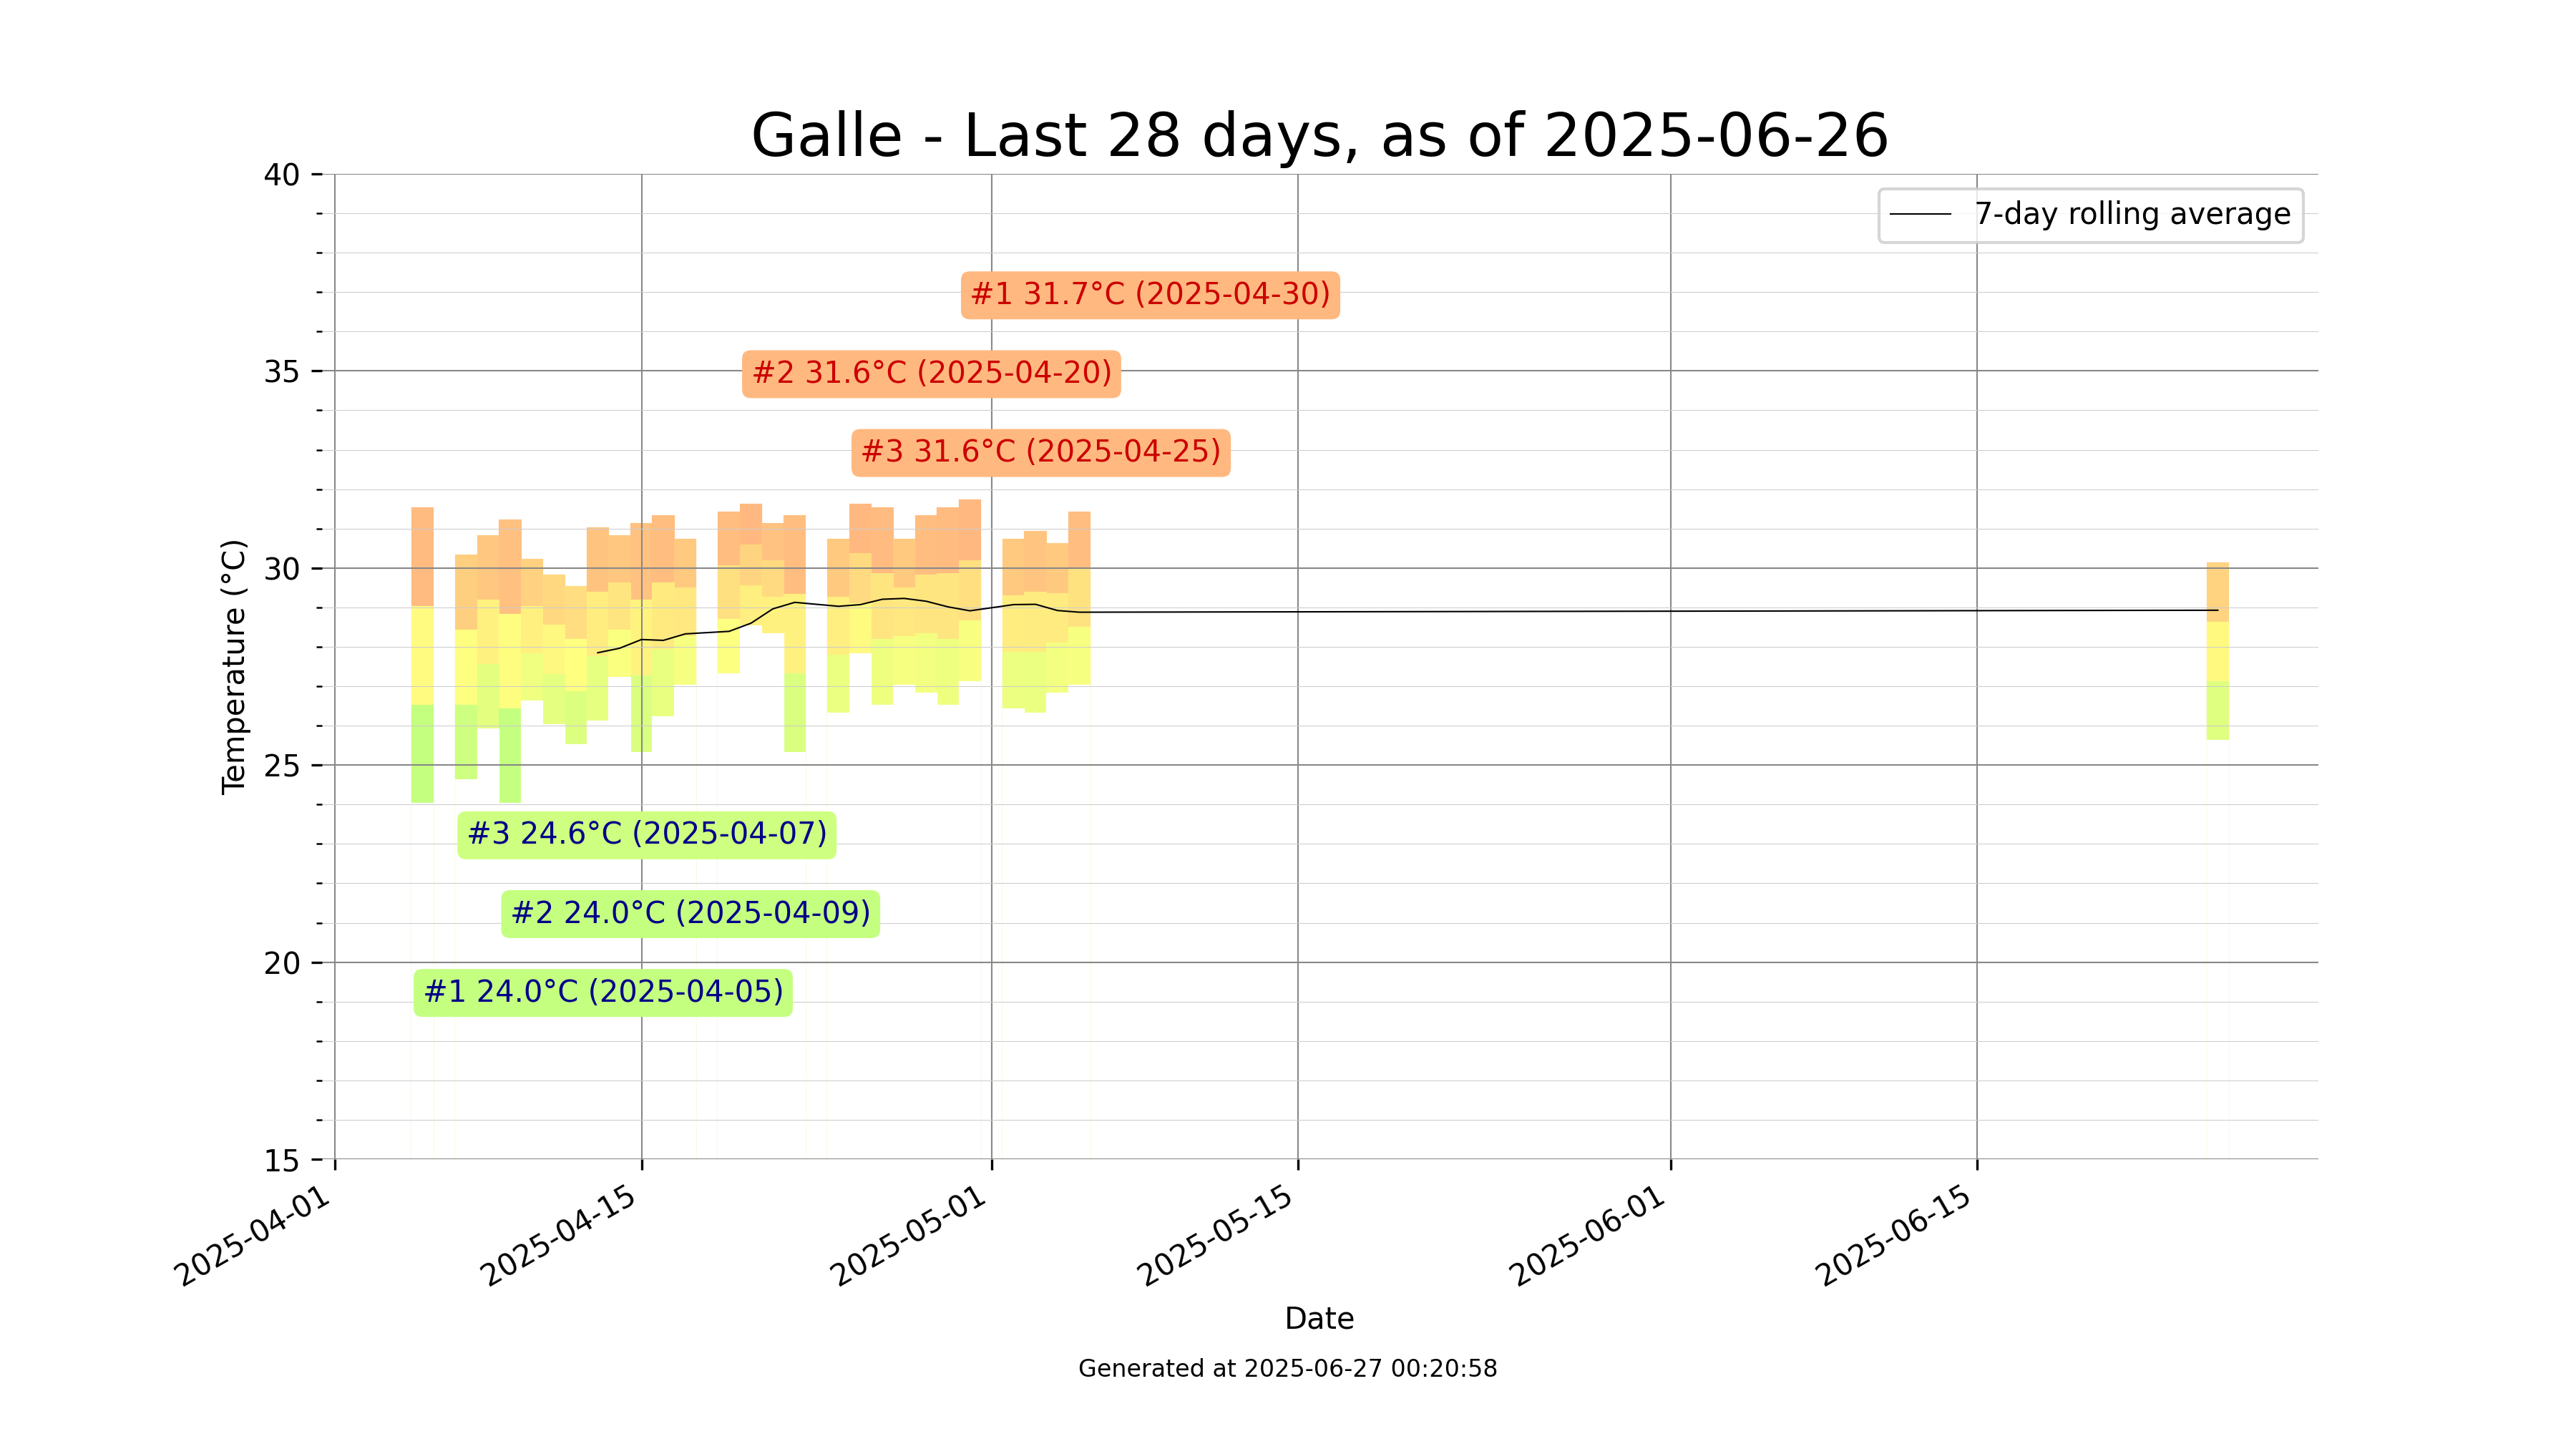 Galle - Last 28 days, as of 2025-06-26
40
7-day rolling average
#1 31.7°C (2025-04-30)
35
#2 31.6°C (2025-04-20)
#3 31.6°C (2025-04-25)
30
Temperature (°C)
25
#3 24.6°C (2025-04-07)
#2 24.0°C (2025-04-09)
20
#1 24.0°C (2025-04-05)
15
2025-04-01
2025-04-15
2025-05-01
2025-05-15
2025-06-01
2025-06-15
Date
Generated at 2025-06-27 00:20:58